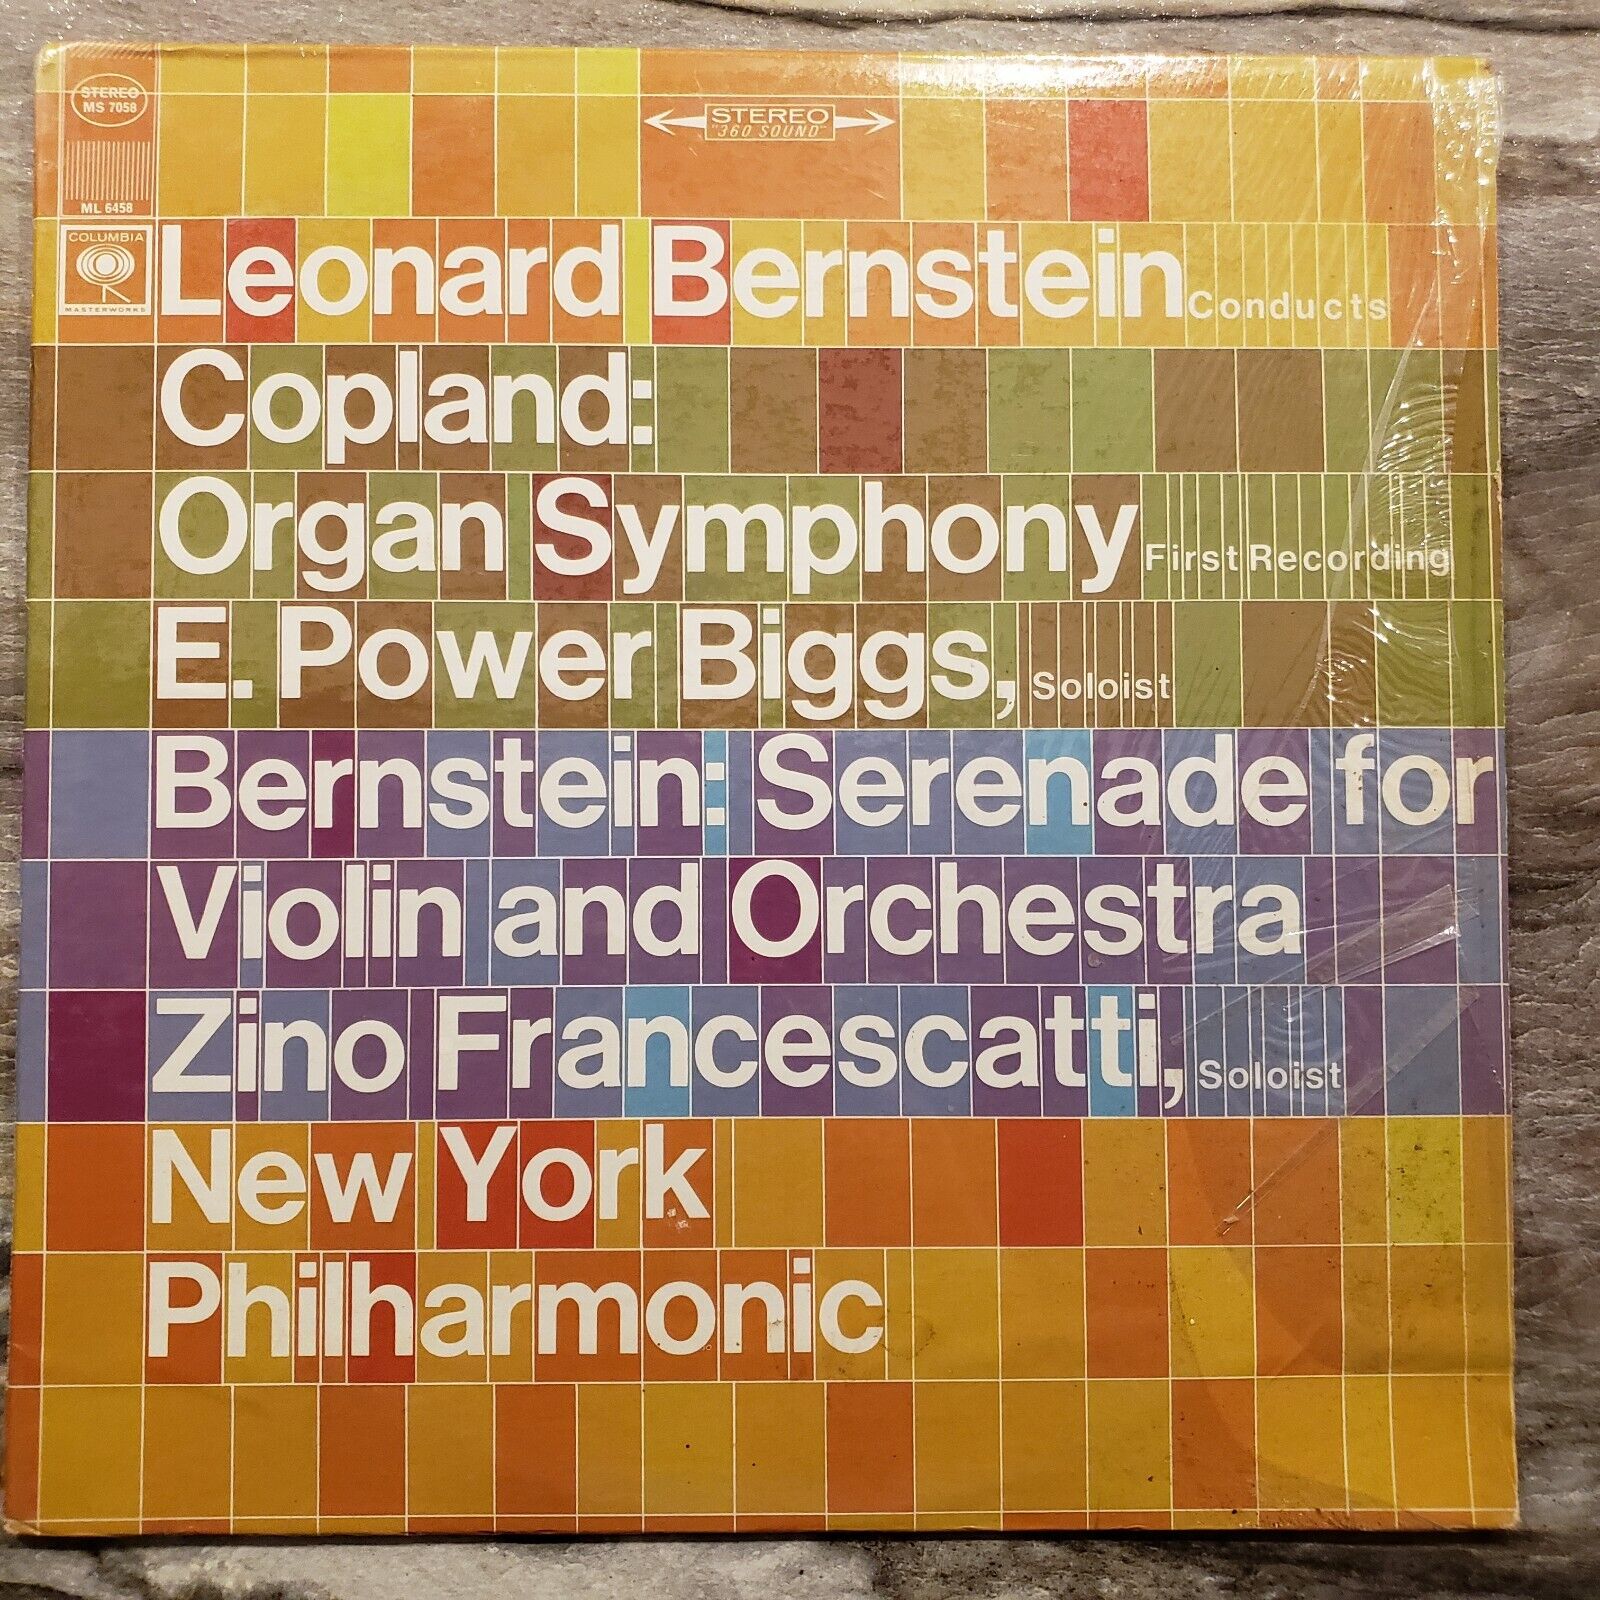 STEREO
MS 7058
ML 6458
STEREO
"360 SOUND"
COLUMBIA
MASTERWORKS
Leonard Bernstein Conducts
Copland:
Organ Symphony First Recording
E. Power Biggs, Soloist
Bernstein: Serenade for
Violin and Orchestra
Zino Francescatti, Soloist
New York
Philharmonic